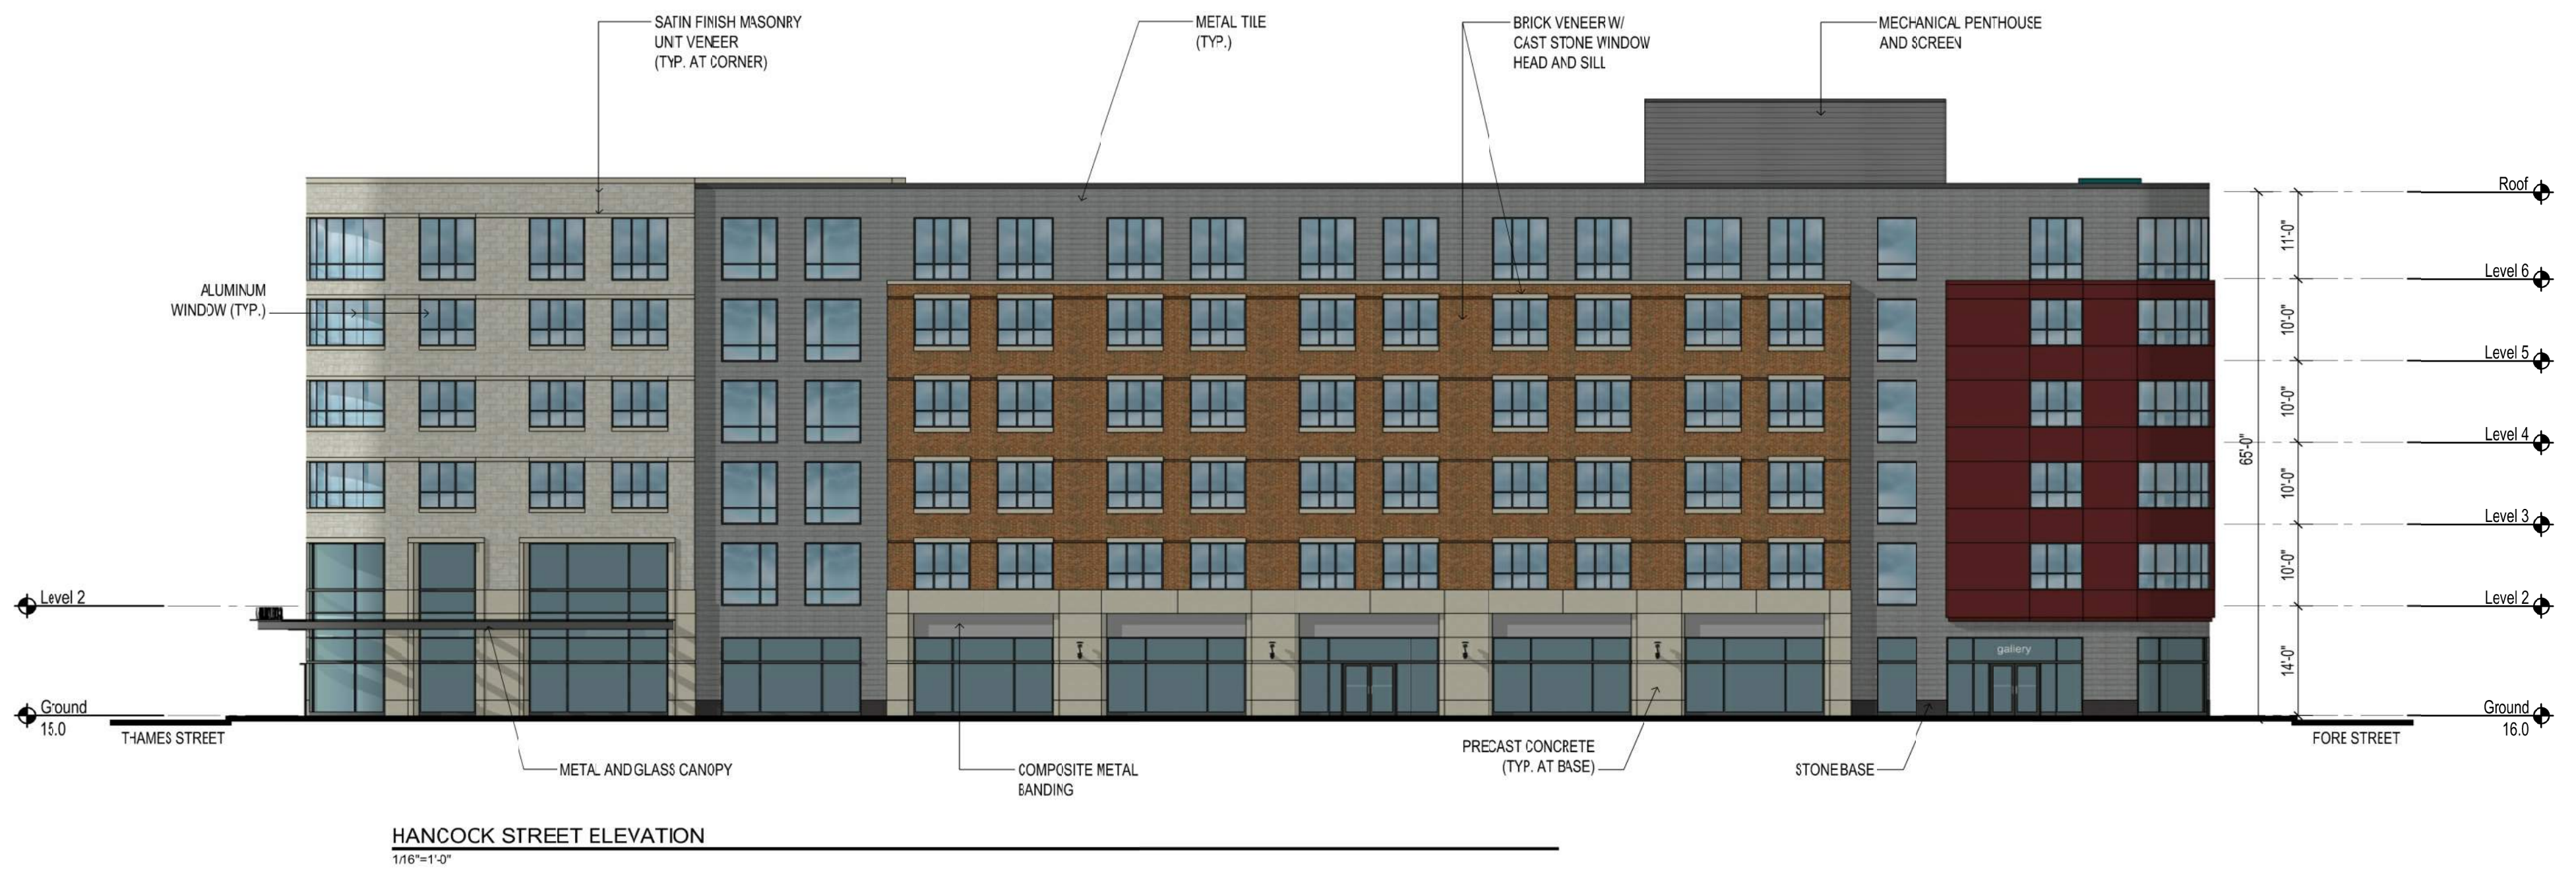 SATIN FINISH MASONRY
UNIT VENEER
(TYP. AT CORNER)
METAL TILE
(TYP.)
BRICK VENEER W/
CAST STONE WINDOW
HEAD AND SILL
MECHANICAL PENTHOUSE
AND SCREEN
ALUMINUM
WINDOW (TYP.)
Roof
11'-0"
Level 6
10'-0"
Level 5
10'-0"
Level 4
65'-0"
10'-0"
Level 3
10'-0"
Level 2
Level 2
14'-0"
gallery
Ground
15.0
Ground
16.0
THAMES STREET
FORE STREET
METAL AND GLASS CANOPY
COMPOSITE METAL
BANDING
PRECAST CONCRETE
(TYP. AT BASE)
STONE BASE
HANCOCK STREET ELEVATION
1/16"=1'-0"